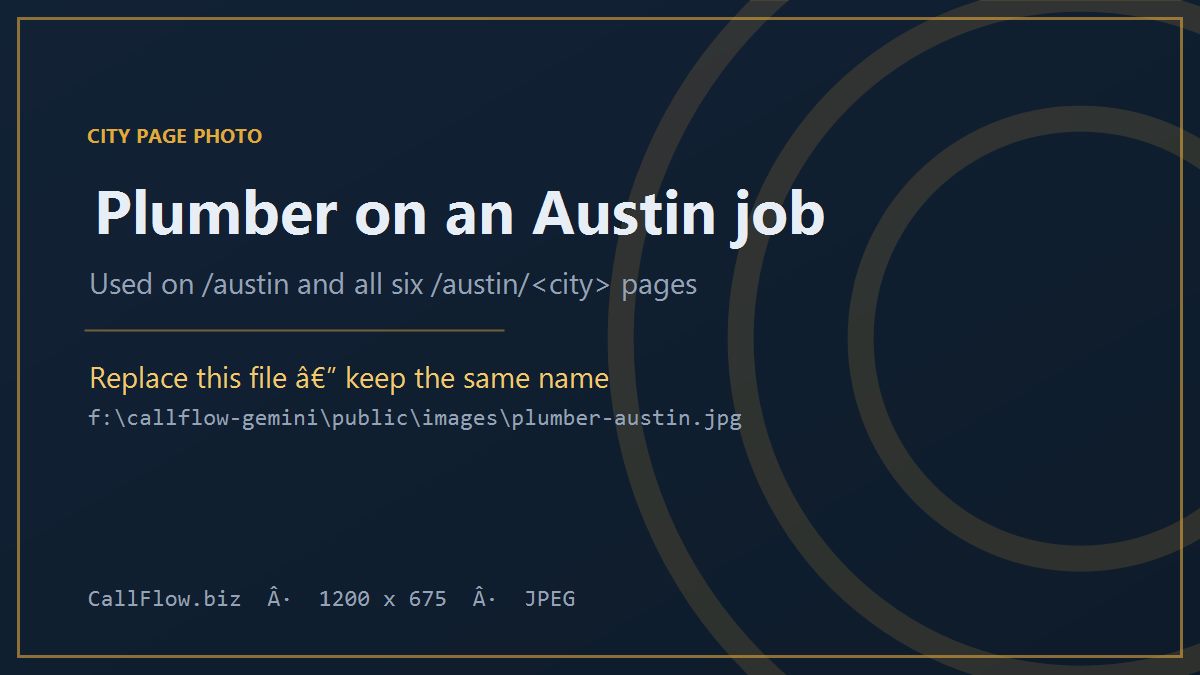 CITY PAGE PHOTO
Plumber on an Austin job
Used on /austin and all six /austin/<city> pages
Replace this file â€” keep the same name
f:\callflow-gemini\public\images\plumber-austin.jpg
CallFlow.biz Â· 1200 x 675 Â· JPEG